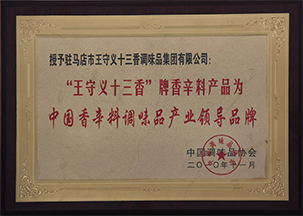 授予驻马店市王守义十三香调味品集团有限公司：
“王守义十三香”牌香辛料产品为
中国香辛料调味品产业领导品牌
中国调味品协会
二〇一〇年十一月